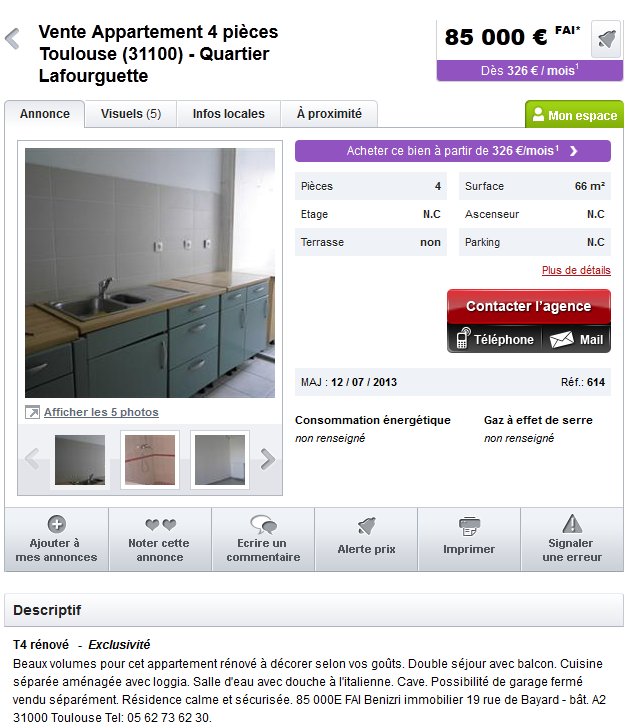 Vente Appartement 4 pièces
Toulouse (31100) - Quartier
Lafourguette
85 000 € FAI*
Dès 326 € / mois¹
Annonce
Visuels (5)
Infos locales
À proximité
Mon espace
Acheter ce bien à partir de 326 €/mois¹
Pièces 4
Surface 66 m²
Etage N.C
Ascenseur N.C
Terrasse non
Parking N.C
Plus de détails
Contacter l'agence
Téléphone
Mail
MAJ : 12 / 07 / 2013
Réf.: 614
Afficher les 5 photos
Consommation énergétique
non renseigné
Gaz à effet de serre
non renseigné
Ajouter à
mes annonces
Noter cette
annonce
Ecrire un
commentaire
Alerte prix
Imprimer
Signaler
une erreur
Descriptif
T4 rénové - Exclusivité
Beaux volumes pour cet appartement rénové à décorer selon vos goûts. Double séjour avec balcon. Cuisine
séparée aménagée avec loggia. Salle d'eau avec douche à l'italienne. Cave. Possibilité de garage fermé
vendu séparément. Résidence calme et sécurisée. 85 000E FAI Benizri immobilier 19 rue de Bayard - bât. A2
31000 Toulouse Tel: 05 62 73 62 30.